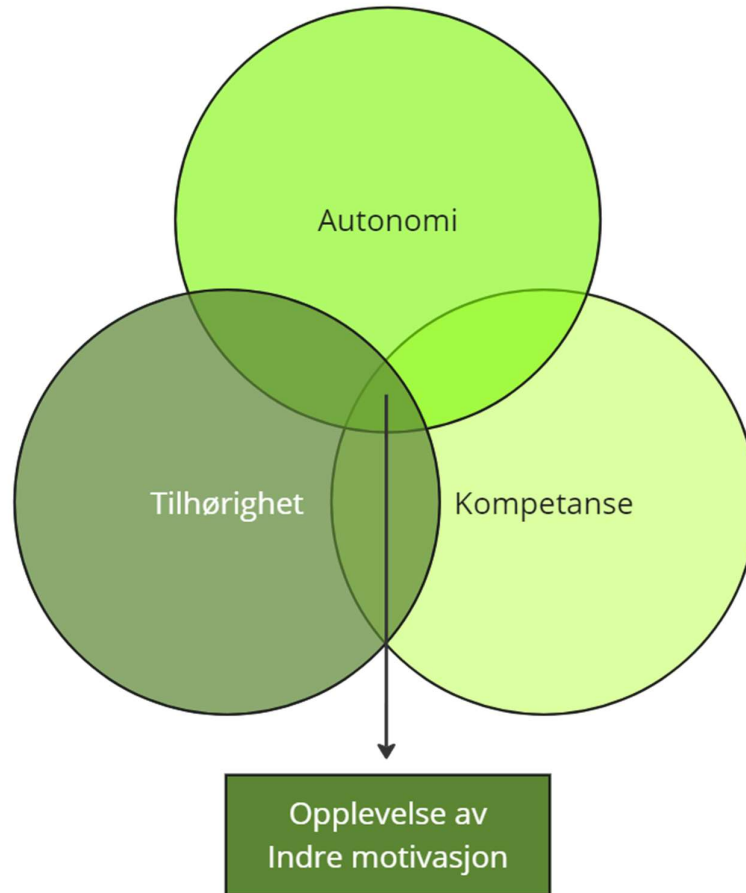 Autonomi
Tilhørighet
Kompetanse
Opplevelse av
Indre motivasjon